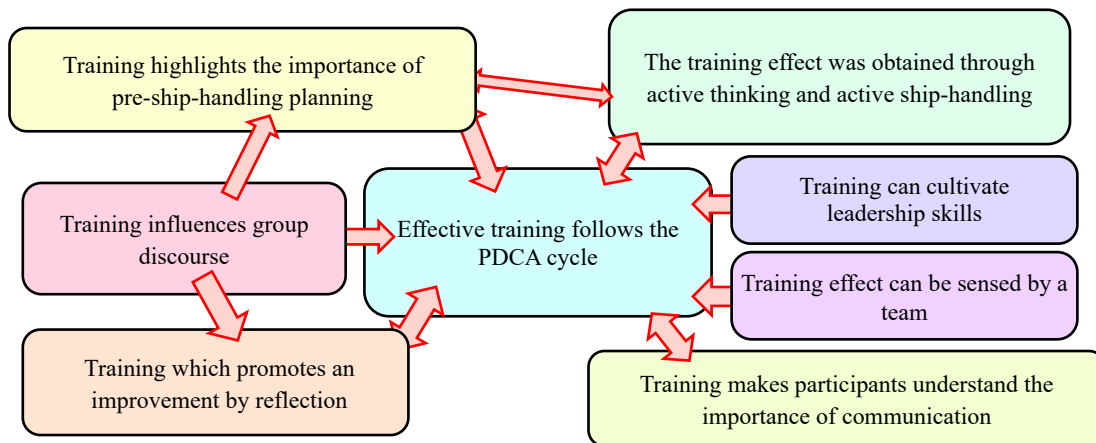 Training highlights the importance of
pre-ship-handling planning
The training effect was obtained through
active thinking and active ship-handling
Training can cultivate
leadership skills
Training influences group
discourse
Effective training follows the
PDCA cycle
Training effect can be sensed by a
team
Training which promotes an
improvement by reflection
Training makes participants understand the
importance of communication